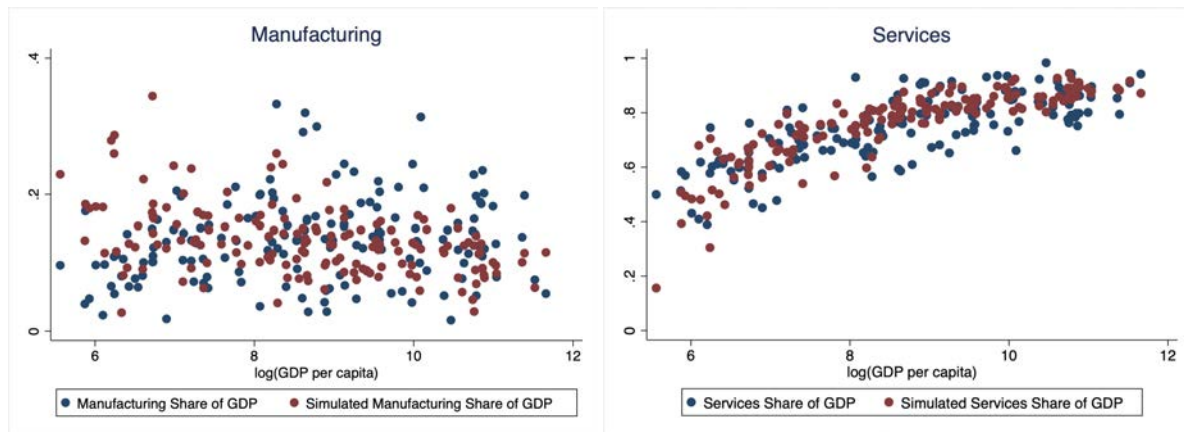 Manufacturing
.4
.2
0
6 8 10 12
log(GDP per capita)
Manufacturing Share of GDP Simulated Manufacturing Share of GDP
Services
1
.8
.6
.4
.2
0
6 8 10 12
log(GDP per capita)
Services Share of GDP Simulated Services Share of GDP